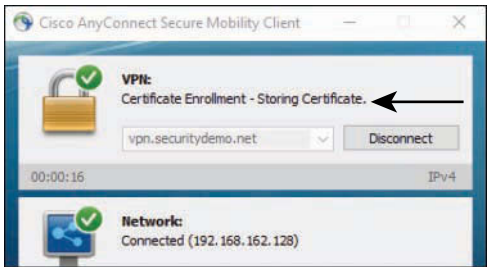 Cisco AnyConnect Secure Mobility Client
VPN:
Certificate Enrollment - Storing Certificate.
vpn.securitydemo.net
Disconnect
00:00:16
IPv4
Network:
Connected (192.168.162.128)